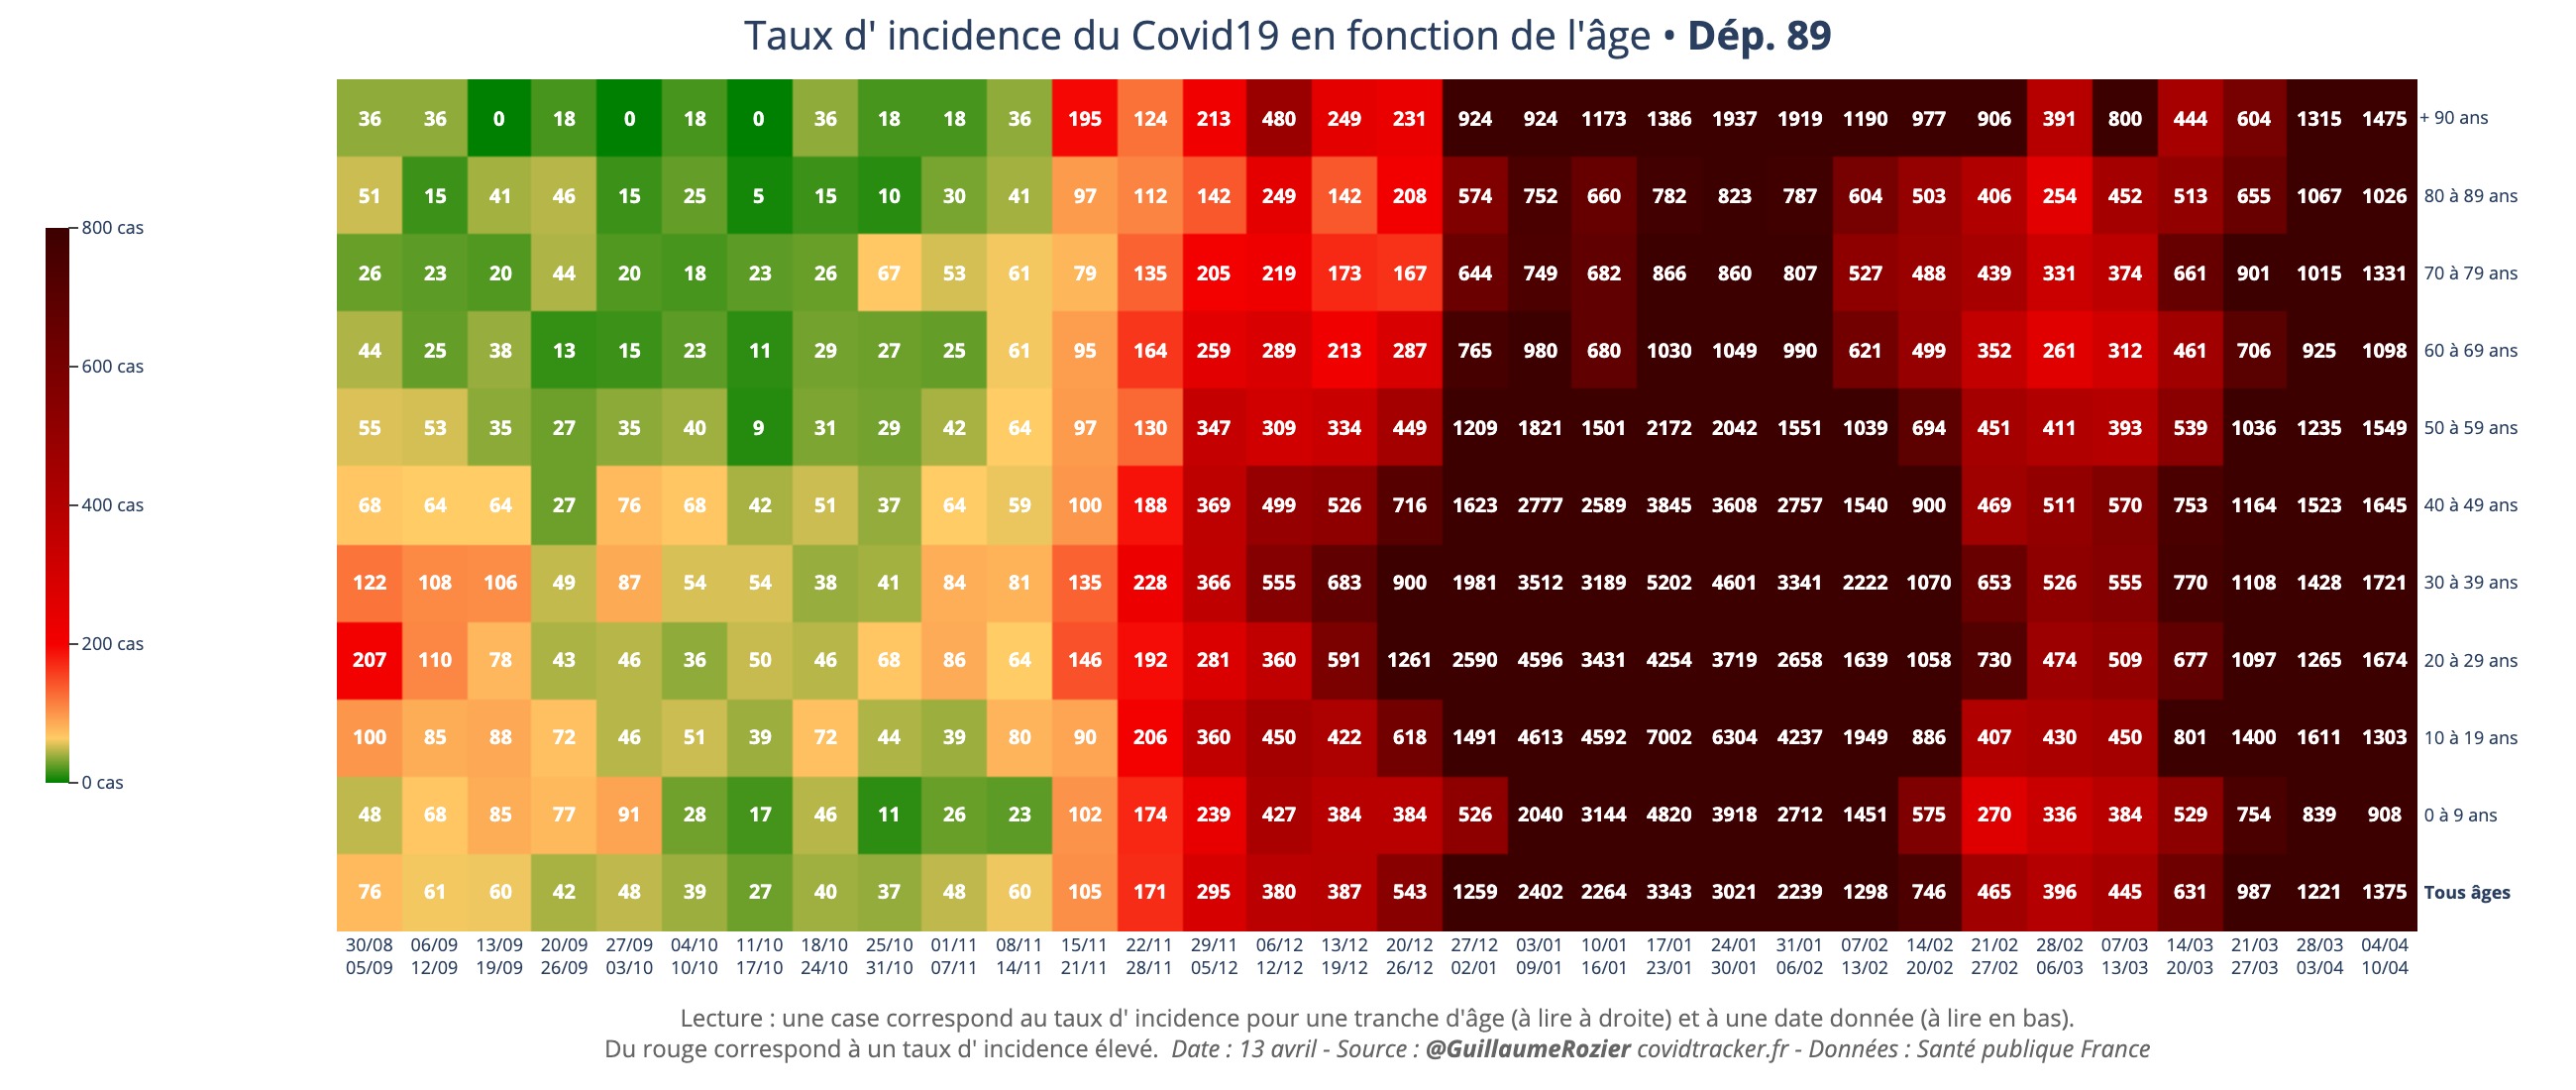 Taux d' incidence du Covid19 en fonction de l'âge • Dép. 89
800 cas
600 cas
400 cas
200 cas
0 cas
36 36 0 18 0 18 0 36 18 18 36 195 124 213 480 249 231 924 924 1173 1386 1937 1919 1190 977 906 391 800 444 604 1315 1475 + 90 ans
51 15 41 46 15 25 5 15 10 30 41 97 112 142 249 142 208 574 752 660 782 823 787 604 503 406 254 452 513 655 1067 1026 80 à 89 ans
26 23 20 44 20 18 23 26 67 53 61 79 135 205 219 173 167 644 749 682 866 860 807 527 488 439 331 374 661 901 1015 1331 70 à 79 ans
44 25 38 13 15 23 11 29 27 25 61 95 164 259 289 213 287 765 980 680 1030 1049 990 621 499 352 261 312 461 706 925 1098 60 à 69 ans
55 53 35 27 35 40 9 31 29 42 64 97 130 347 309 334 449 1209 1821 1501 2172 2042 1551 1039 694 451 411 393 539 1036 1235 1549 50 à 59 ans
68 64 64 27 76 68 42 51 37 64 59 100 188 369 499 526 716 1623 2777 2589 3845 3608 2757 1540 900 469 511 570 753 1164 1523 1645 40 à 49 ans
122 108 106 49 87 54 54 38 41 84 81 135 228 366 555 683 900 1981 3512 3189 5202 4601 3341 2222 1070 653 526 555 770 1108 1428 1721 30 à 39 ans
207 110 78 43 46 36 50 46 68 86 64 146 192 281 360 591 1261 2590 4596 3431 4254 3719 2658 1639 1058 730 474 509 677 1097 1265 1674 20 à 29 ans
100 85 88 72 46 51 39 72 44 39 80 90 206 360 450 422 618 1491 4613 4592 7002 6304 4237 1949 886 407 430 450 801 1400 1611 1303 10 à 19 ans
48 68 85 77 91 28 17 46 11 26 23 102 174 239 427 384 384 526 2040 3144 4820 3918 2712 1451 575 270 336 384 529 754 839 908 0 à 9 ans
76 61 60 42 48 39 27 40 37 48 60 105 171 295 380 387 543 1259 2402 2264 3343 3021 2239 1298 746 465 396 445 631 987 1221 1375 Tous âges
30/08 06/09 13/09 20/09 27/09 04/10 11/10 18/10 25/10 01/11 08/11 15/11 22/11 29/11 06/12 13/12 20/12 27/12 03/01 10/01 17/01 24/01 31/01 07/02 14/02 21/02 28/02 07/03 14/03 21/03 28/03 04/04
05/09 12/09 19/09 26/09 03/10 10/10 17/10 24/10 31/10 07/11 14/11 21/11 28/11 05/12 12/12 19/12 26/12 02/01 09/01 16/01 23/01 30/01 06/02 13/02 20/02 27/02 06/03 13/03 20/03 27/03 03/04 10/04
Lecture : une case correspond au taux d' incidence pour une tranche d'âge (à lire à droite) et à une date donnée (à lire en bas).
Du rouge correspond à un taux d' incidence élevé. Date : 13 avril - Source : @GuillaumeRozier covidtracker.fr - Données : Santé publique France